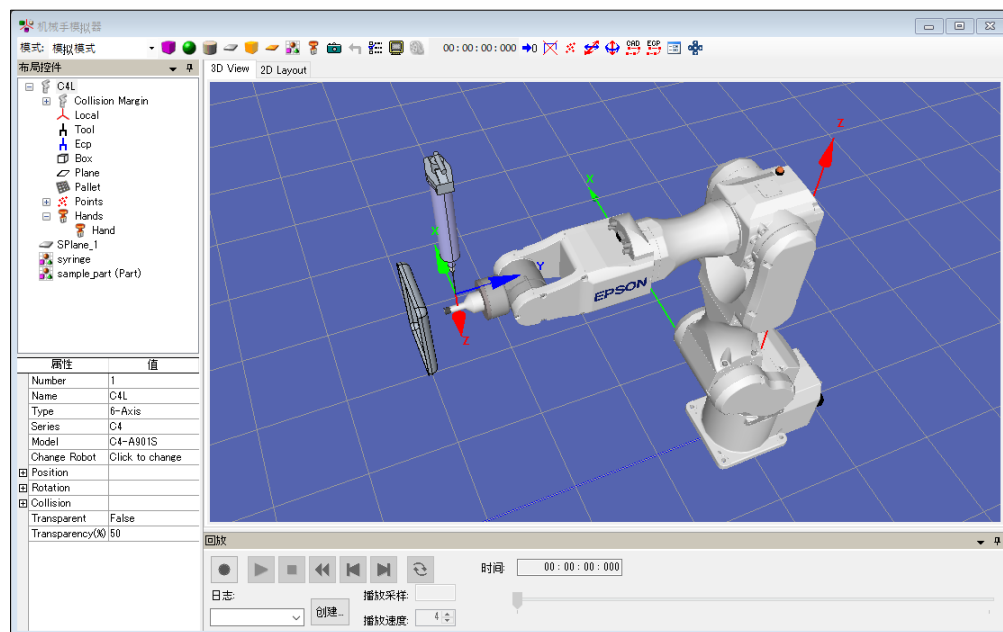 机械手模拟器
模式: 模拟模式
00:00:00:000
CAD
ECP
布局控件
3D View
2D Layout
C4L
Collision Margin
Local
Tool
Ecp
Box
Plane
Pallet
Points
Hands
Hand
SPlane_1
syringe
sample_part (Part)
Z
X
X
Y
Z
EPSON
属性 值
Number 1
Name C4L
Type 6-Axis
Series C4
Model C4-A901S
Change Robot Click to change
Position
Rotation
Collision
Transparent False
Transparency(%) 50
回放
时间: 00:00:00:000
日志:
创建...
播放采样:
播放速度: 4